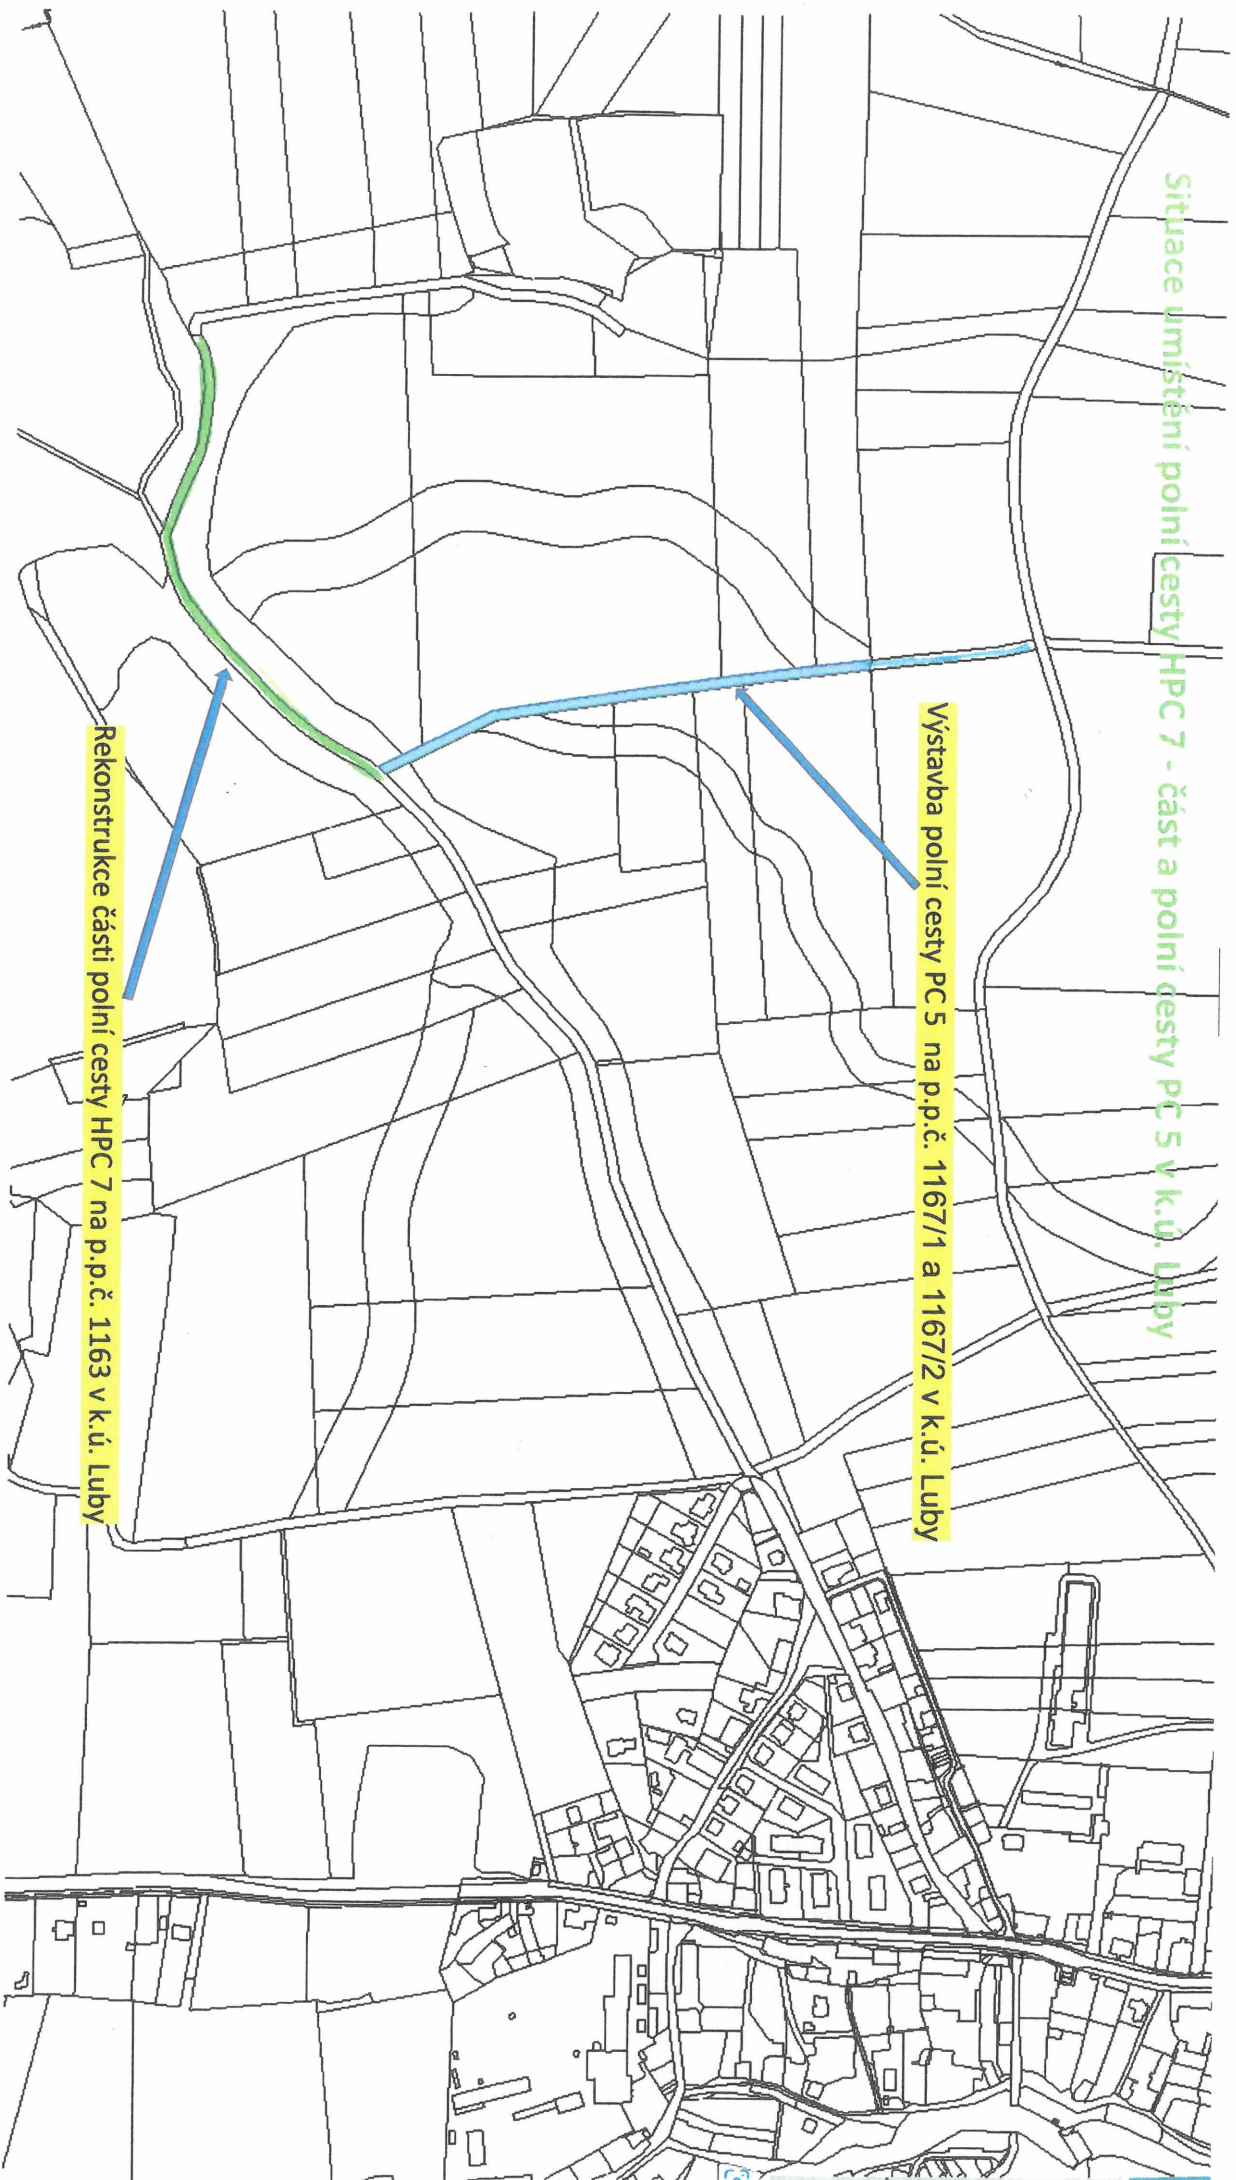 Situace umístění polní cesty HPC 7 - část a polní cesty PC 5 v k.ú. Luby
Výstavba polní cesty PC 5 na p.p.č. 1167/1 a 1167/2 v k.ú. Luby
Rekonstrukce části polní cesty HPC 7 na p.p.č. 1163 v k.ú. Luby